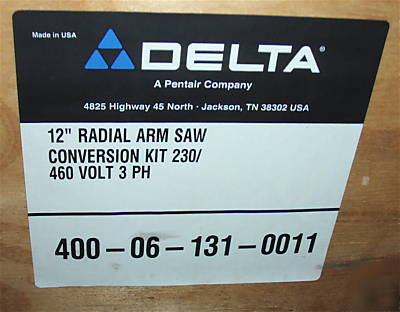 Made in USA
DELTA®
A Pentair Company
4825 Highway 45 North · Jackson, TN 38302 USA
12" RADIAL ARM SAW
CONVERSION KIT 230/
460 VOLT 3 PH
400-06-131-0011